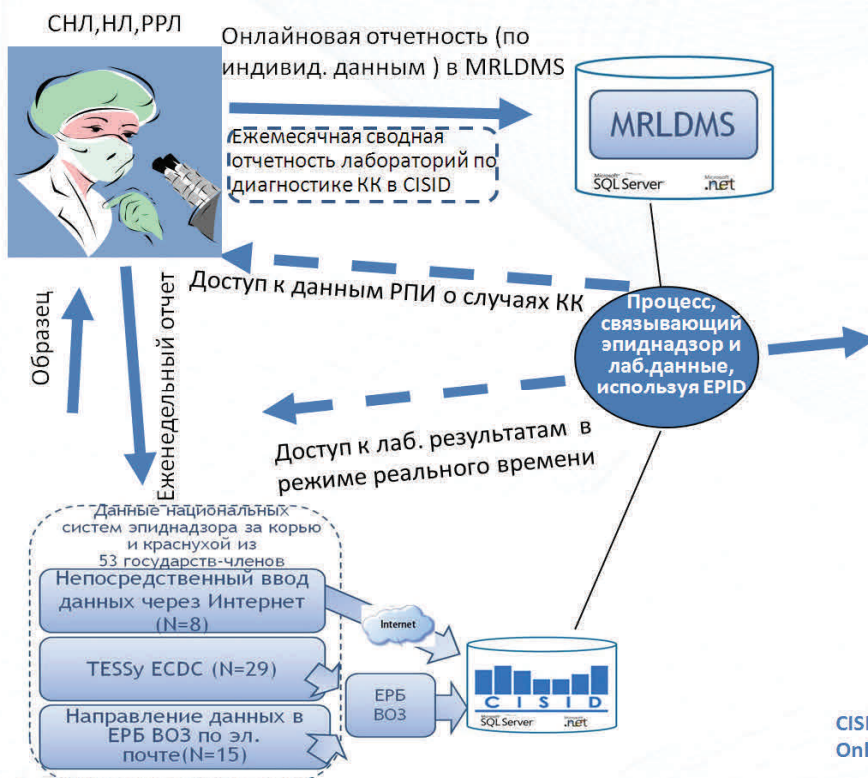 СНЛ,НЛ,РРЛ
Онлайновая отчетность (по
индивид. данным ) в MRLDMS
Ежемесячная сводная
отчетность лабораторий по
диагностике КК в CISID
MRLDMS
Microsoft
SQL Server
Microsoft
.net
Доступ к данным РПИ о случаях КК
Процесс,
связывающий
эпиднадзор и
лаб.данные,
используя EPID
Образец
Еженедельный отчет
Доступ к лаб. результатам в
режиме реального времени
Данные национальных
систем эпиднадзора за корью
и краснухой из
53 государств-членов
Непосредственный ввод
данных через Интернет
(N=8)
Internet
TESSy ECDC (N=29)
ЕРБ
ВОЗ
Направление данных в
ЕРБ ВОЗ по эл.
почте(N=15)
CISID
Microsoft
SQL Server
Microsoft
.net